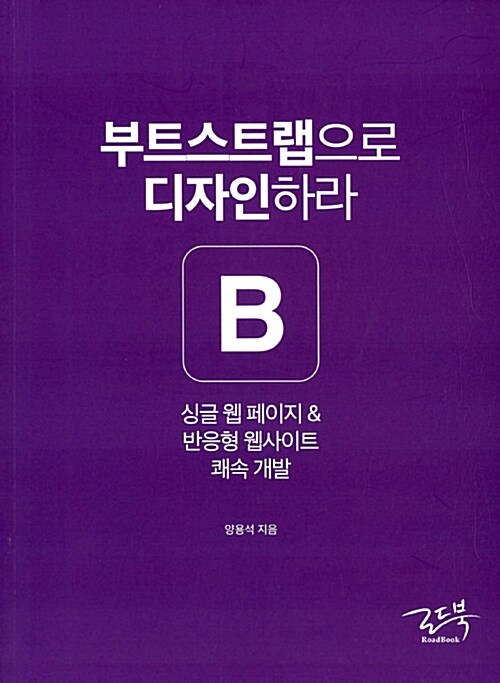 부트스트랩으로
디자인하라
B
싱글 웹 페이지 &
반응형 웹사이트
쾌속 개발
양용석 지음
로드북
RoadBook